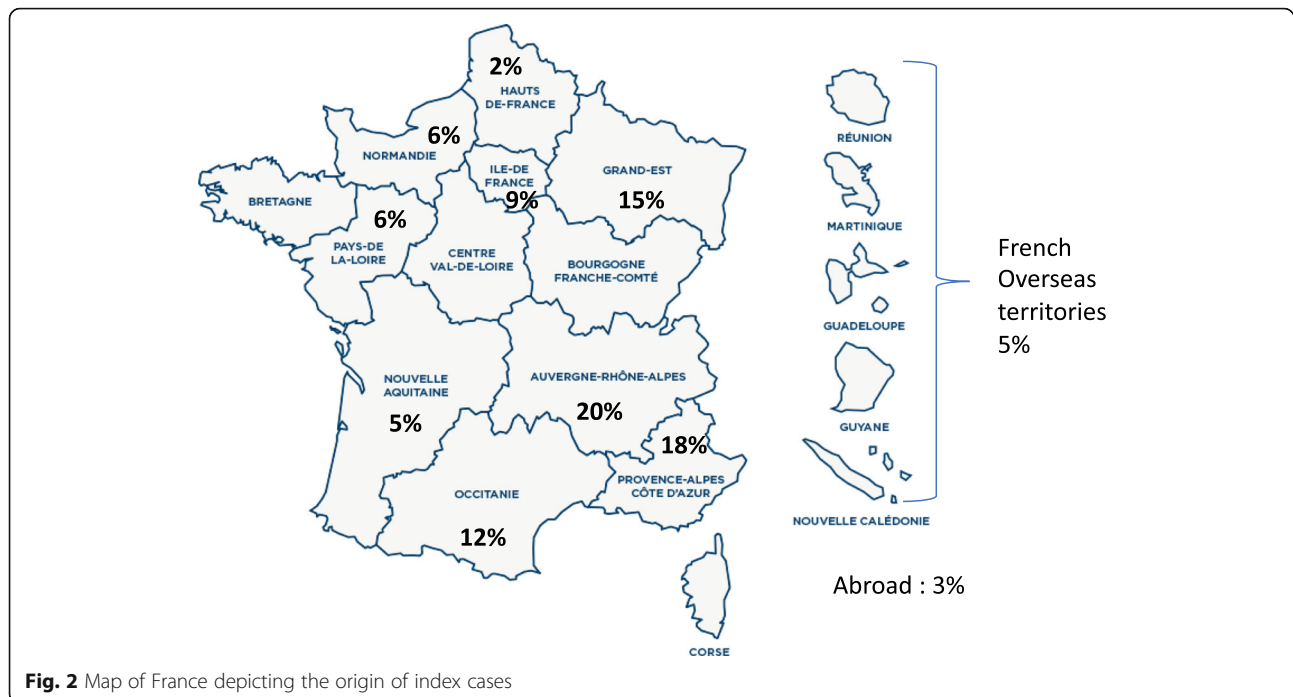 2%
HAUTS
DE-FRANCE
6%
NORMANDIE
ILE-DE
FRANCE
9%
GRAND-EST
15%
BRETAGNE
6%
PAYS-DE
LA-LOIRE
CENTRE
VAL-DE-LOIRE
BOURGOGNE
FRANCHE-COMTÉ
NOUVELLE
AQUITAINE
5%
AUVERGNE-RHÔNE-ALPES
20%
18%
PROVENCE-ALPES
CÔTE D'AZUR
OCCITANIE
12%
CORSE
RÉUNION
MARTINIQUE
GUADELOUPE
GUYANE
NOUVELLE CALÉDONIE
French
Overseas
territories
5%
Abroad : 3%
Fig. 2 Map of France depicting the origin of index cases